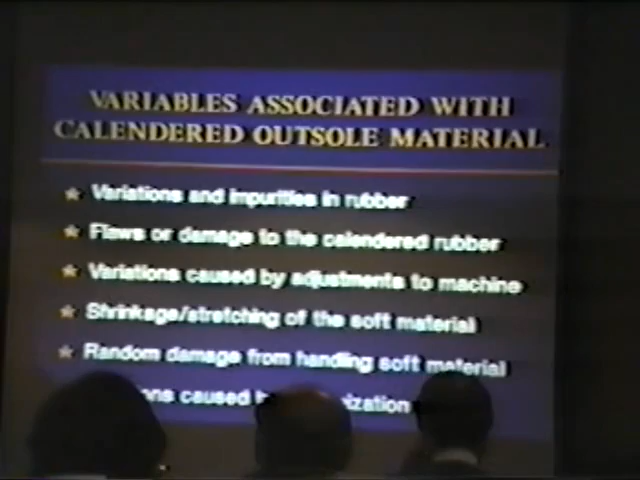 VARIABLES ASSOCIATED WITH
CALENDERED OUTSOLE MATERIAL
Variations and impurities in rubber
Flaws or damage to the calendered rubber
Variations caused by adjustments to machine
Shrinkage/stretching of the soft material
Random damage from handling soft material
caused